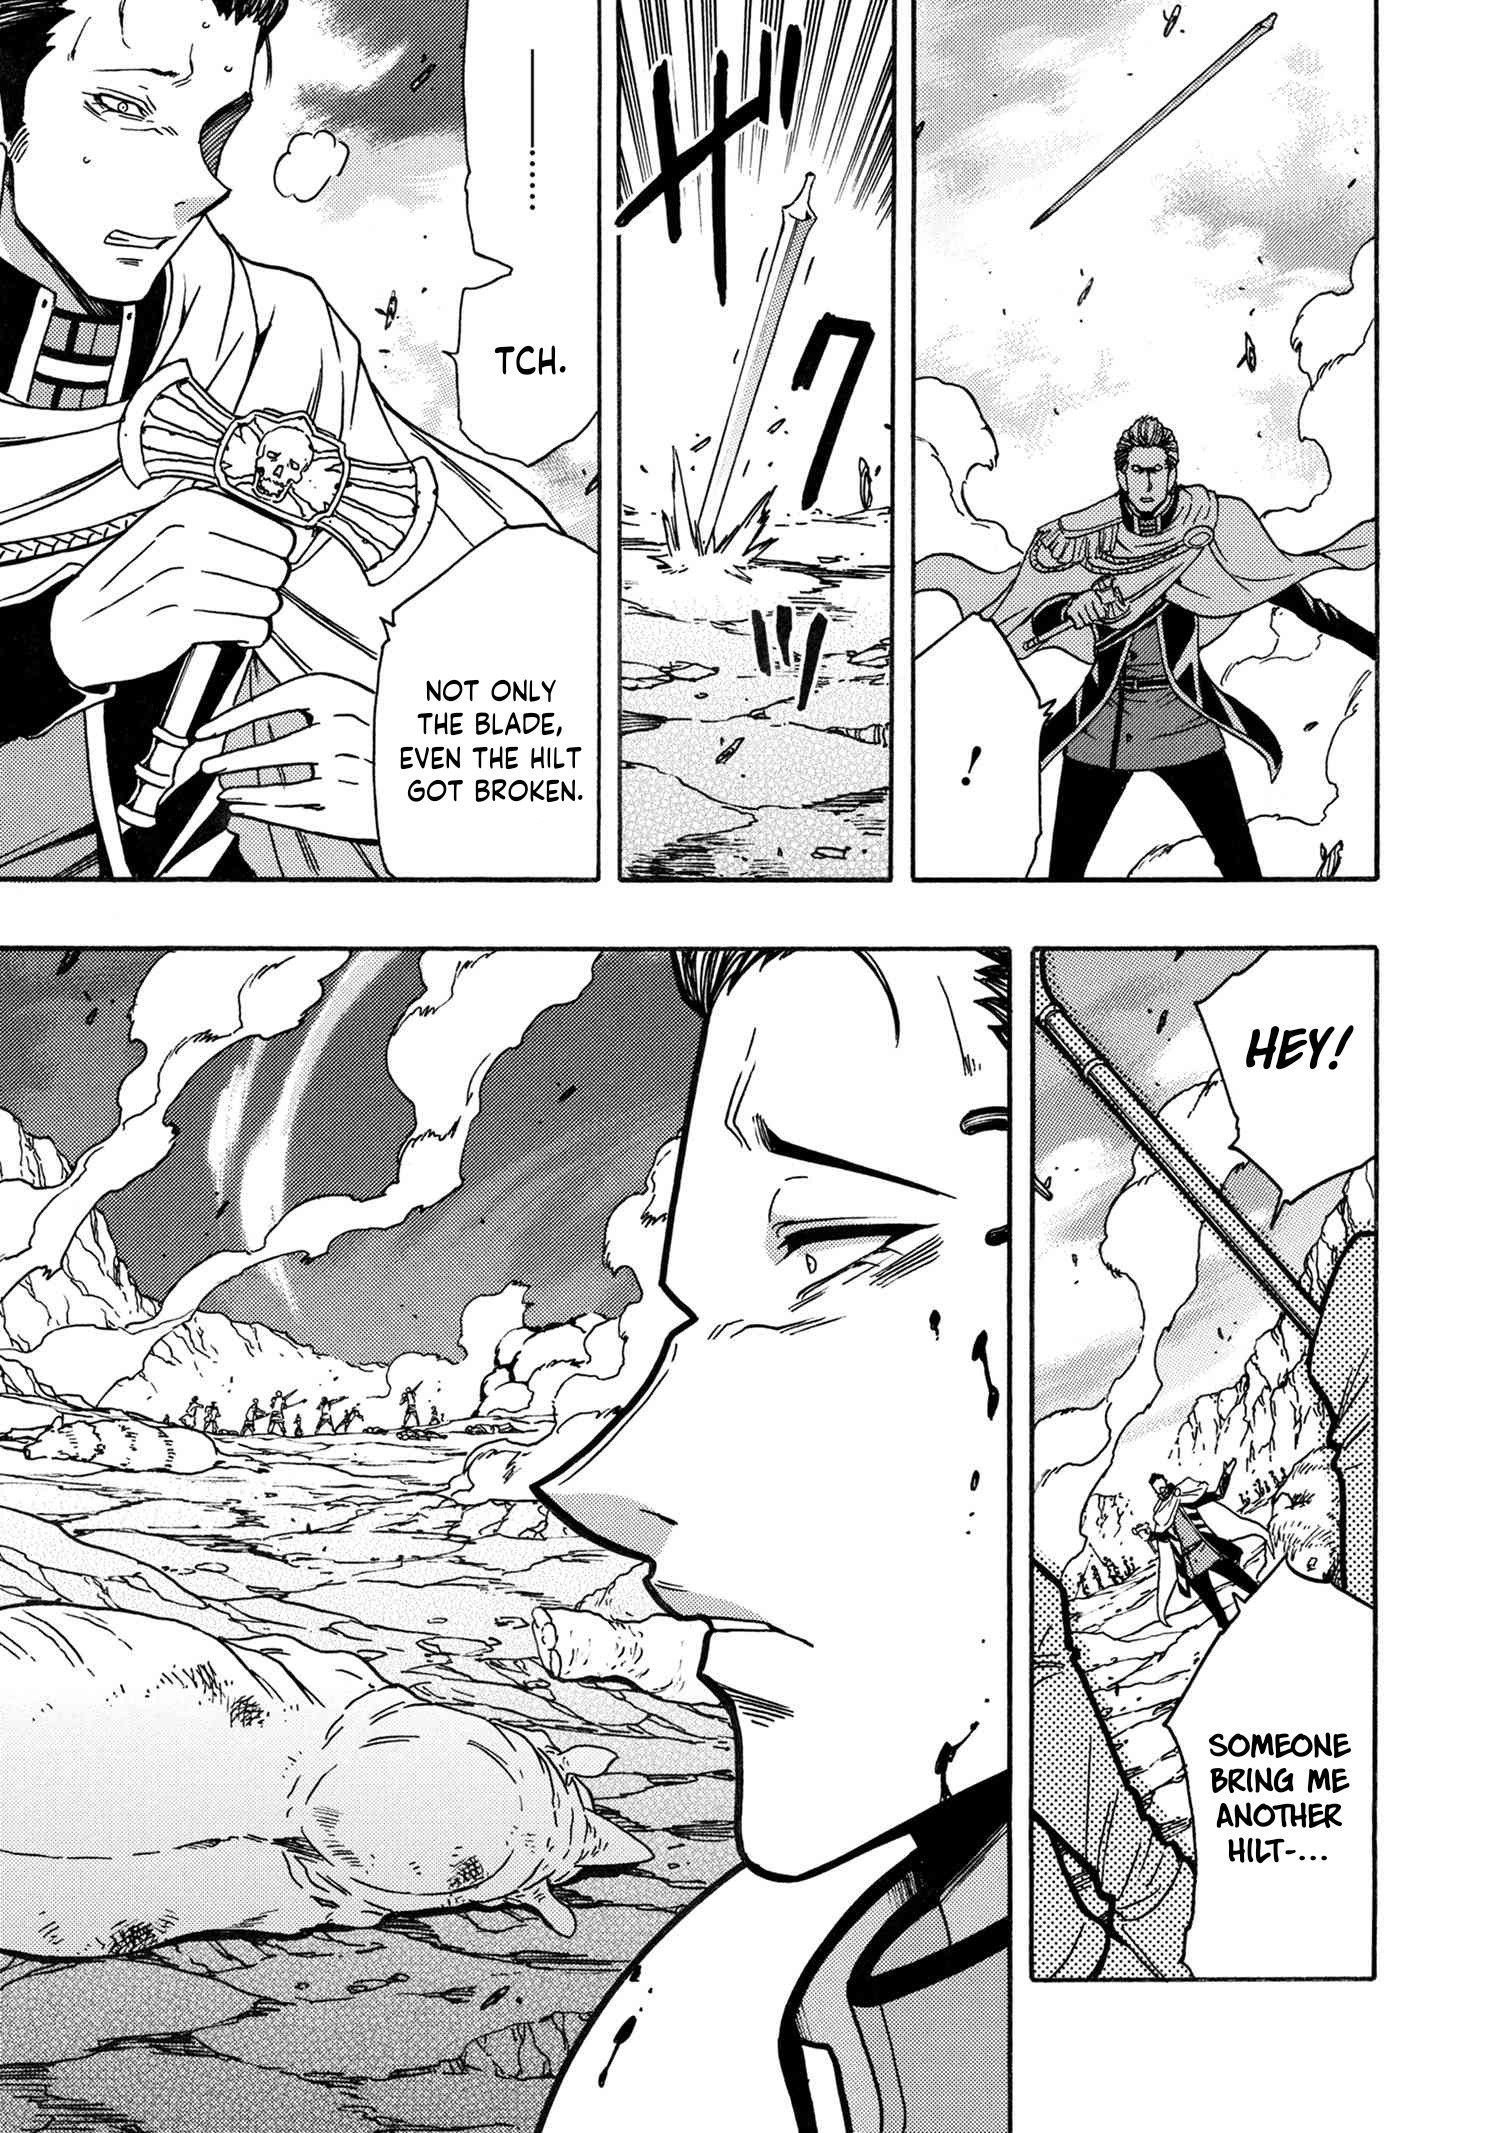 !
ザッ
ザク
………
TCH.
NOT ONLY
THE BLADE,
EVEN THE HILT
GOT BROKEN.
HEY!
SOMEONE
BRING ME
ANOTHER
HILT-...